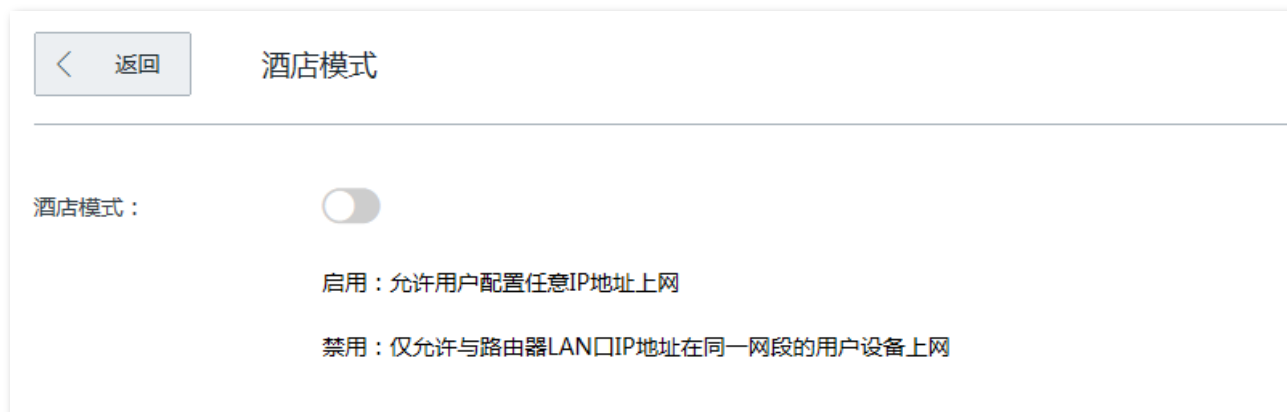 返回
酒店模式
酒店模式：
启用：允许用户配置任意IP地址上网
禁用：仅允许与路由器LAN口IP地址在同一网段的用户设备上网